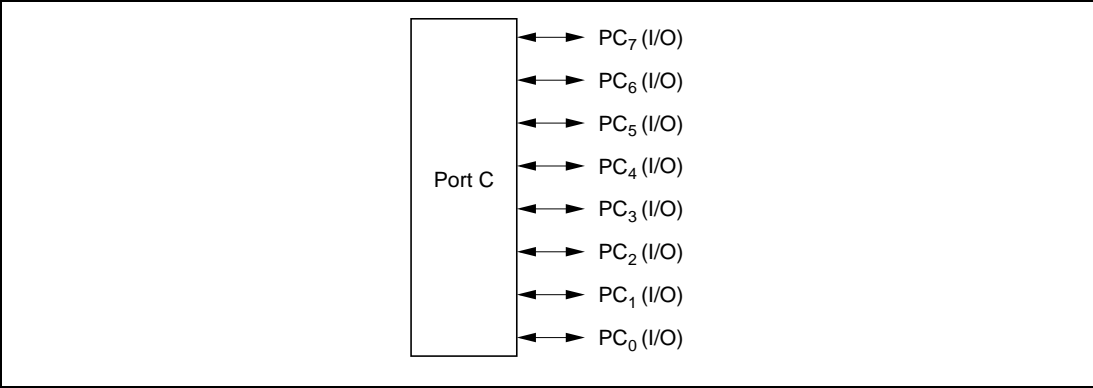 PC₇ (I/O)
PC₆ (I/O)
PC₅ (I/O)
PC₄ (I/O)
Port C
PC₃ (I/O)
PC₂ (I/O)
PC₁ (I/O)
PC₀ (I/O)